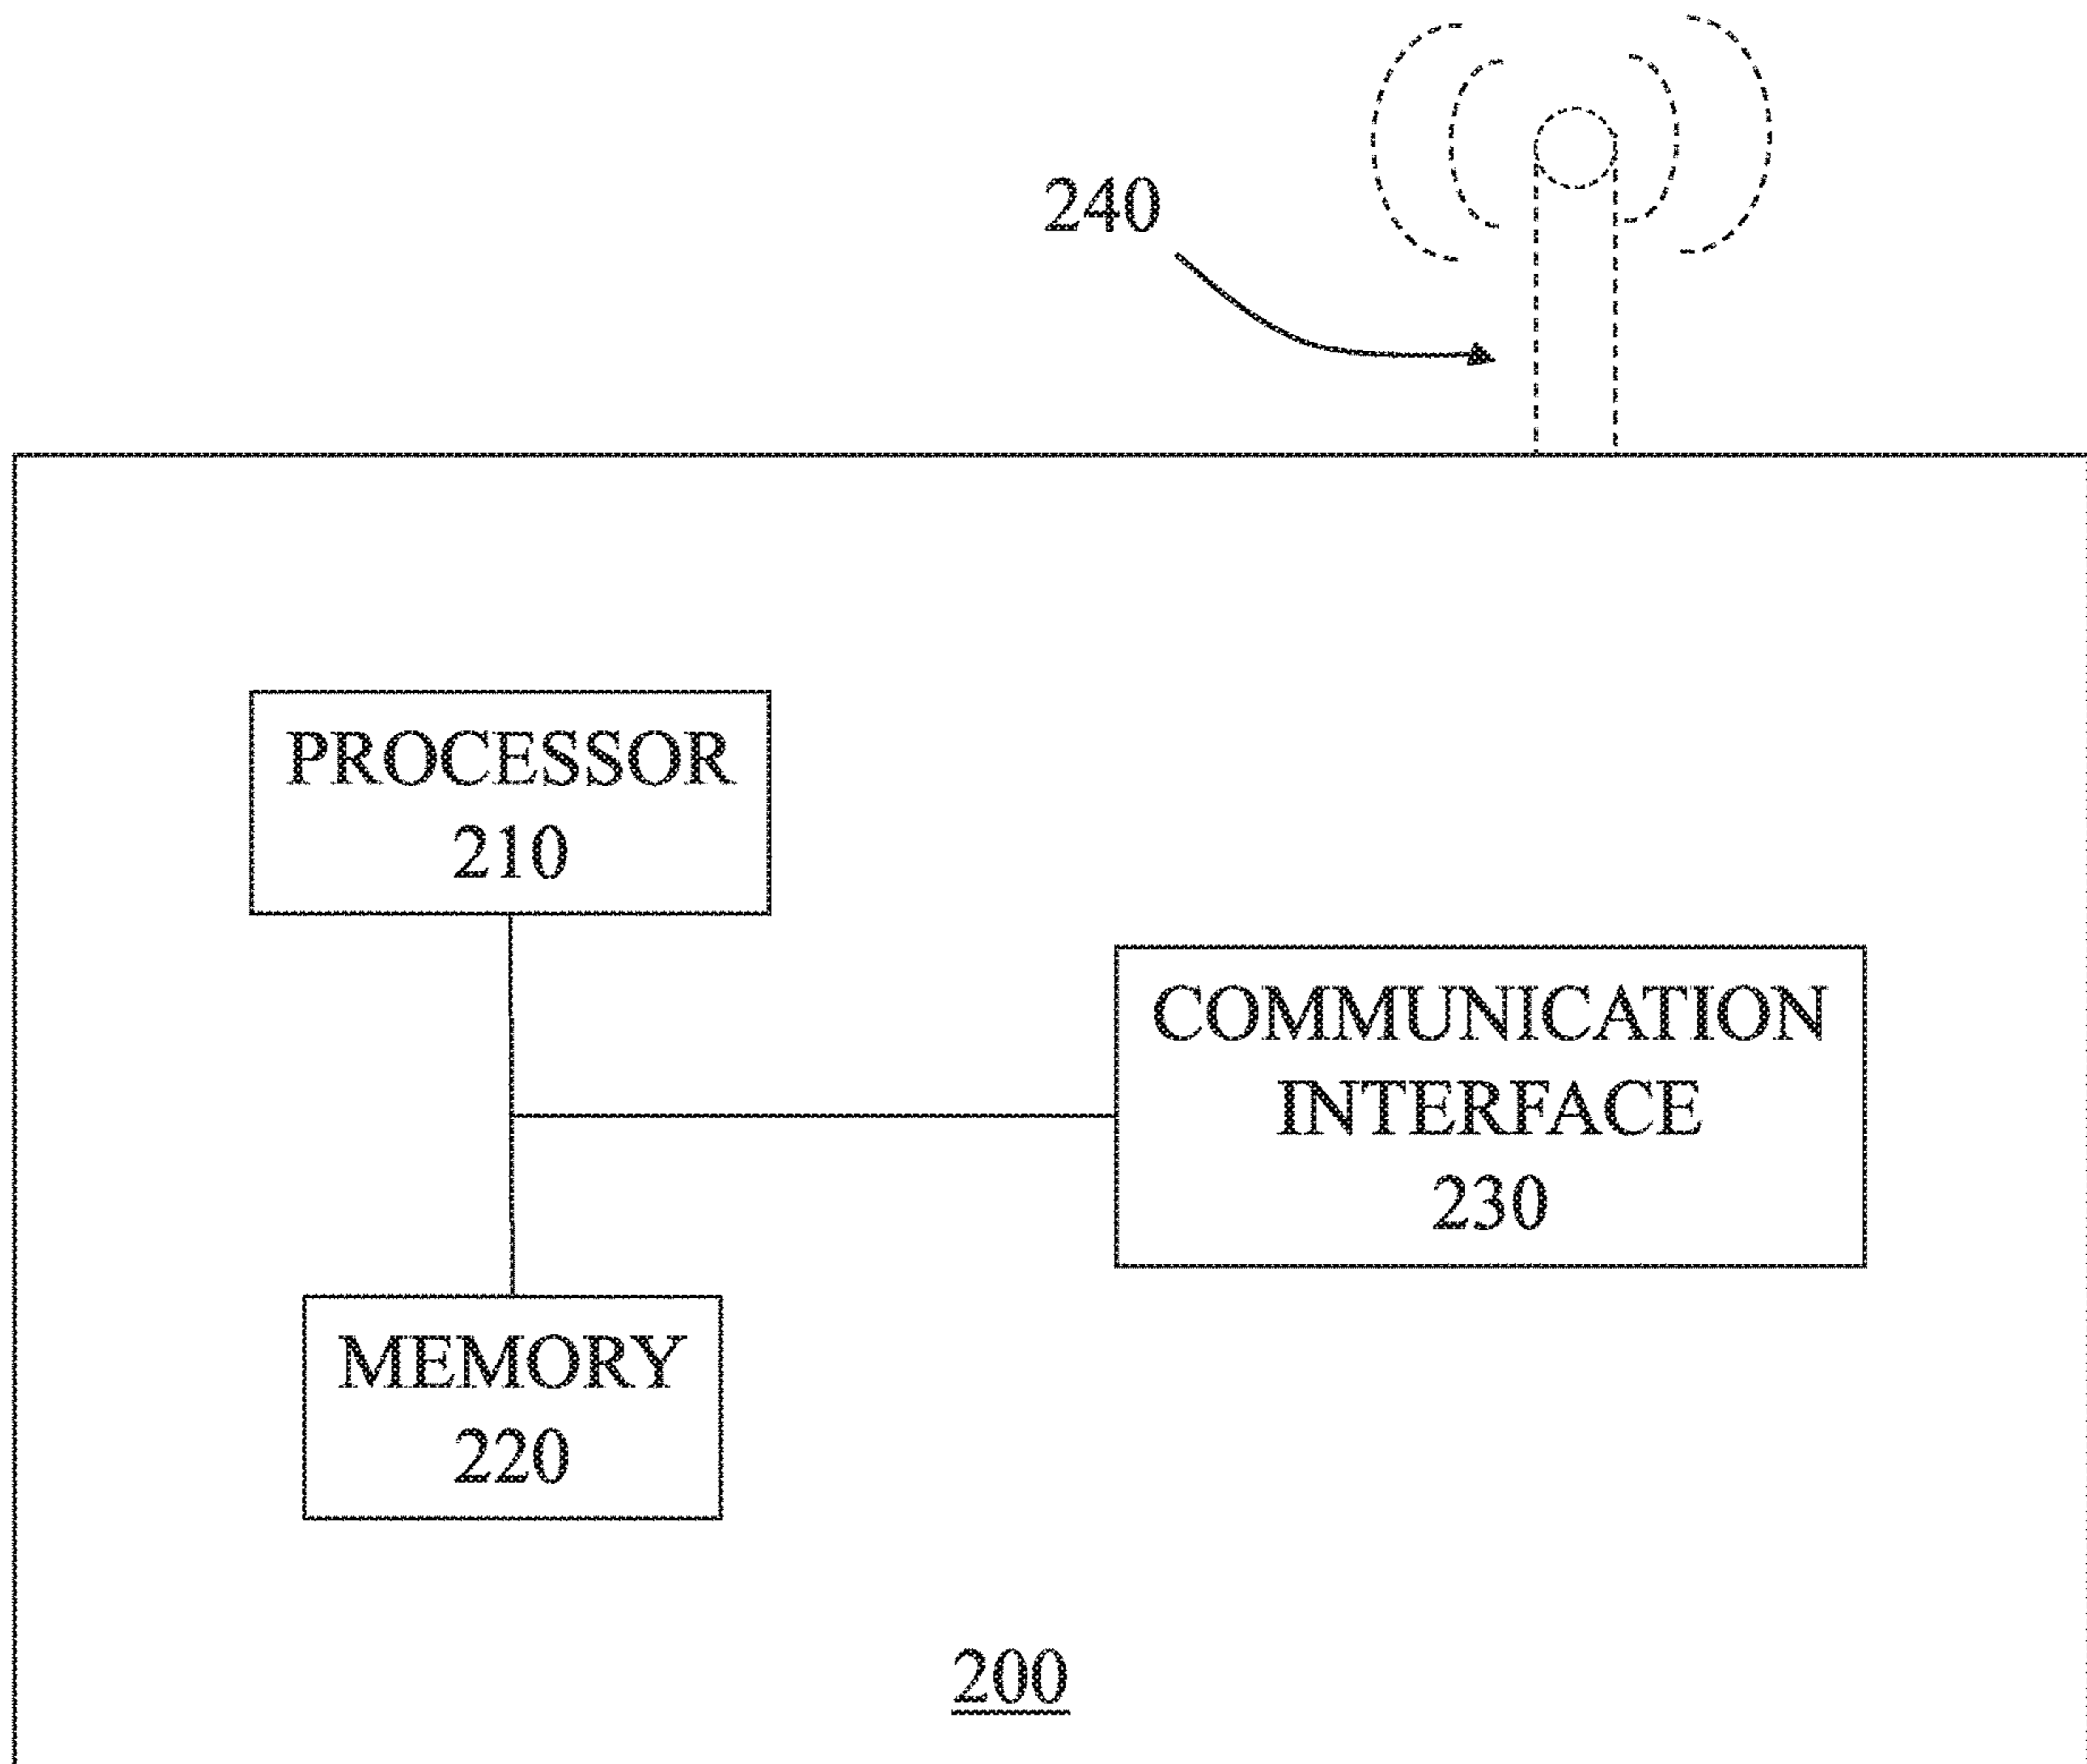 240
PROCESSOR
210
COMMUNICATION
INTERFACE
230
MEMORY
220
200